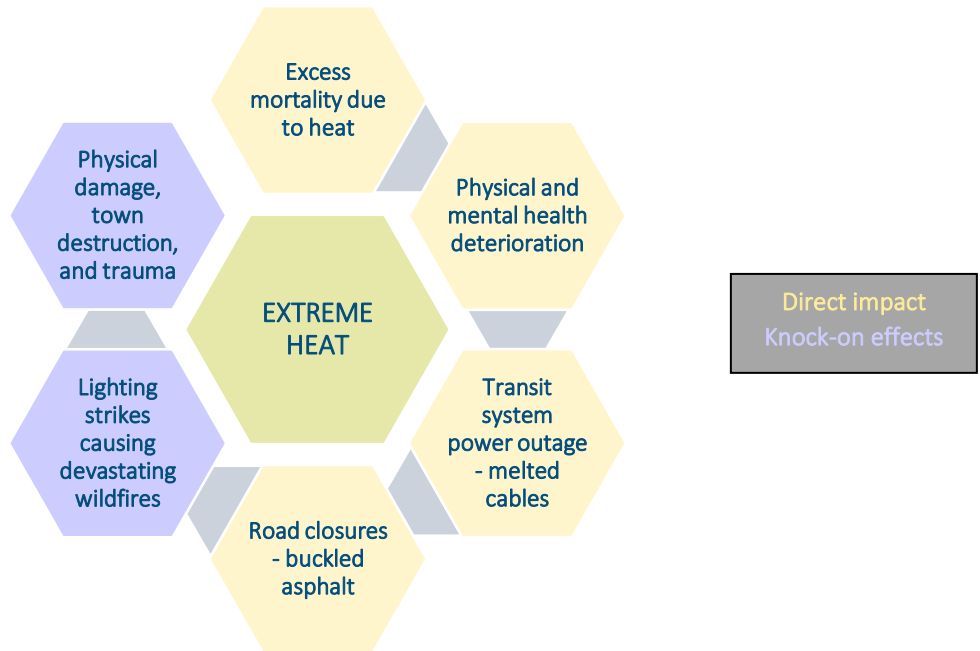 Excess
mortality due
to heat
Physical and
mental health
deterioration
Transit
system
power outage
- melted
cables
Road closures
- buckled
asphalt
Lighting
strikes
causing
devastating
wildfires
Physical
damage,
town
destruction,
and trauma
EXTREME
HEAT
Direct impact
Knock-on effects